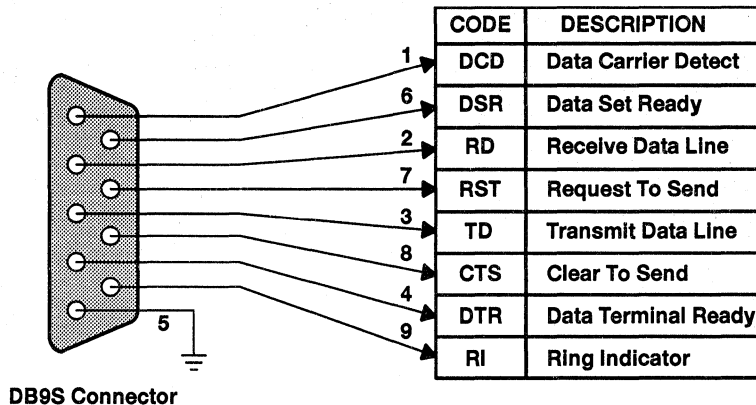 CODE DESCRIPTION
1 DCD Data Carrier Detect
6 DSR Data Set Ready
2 RD Receive Data Line
7 RST Request To Send
3 TD Transmit Data Line
8 CTS Clear To Send
4 DTR Data Terminal Ready
9 RI Ring Indicator
5
DB9S Connector